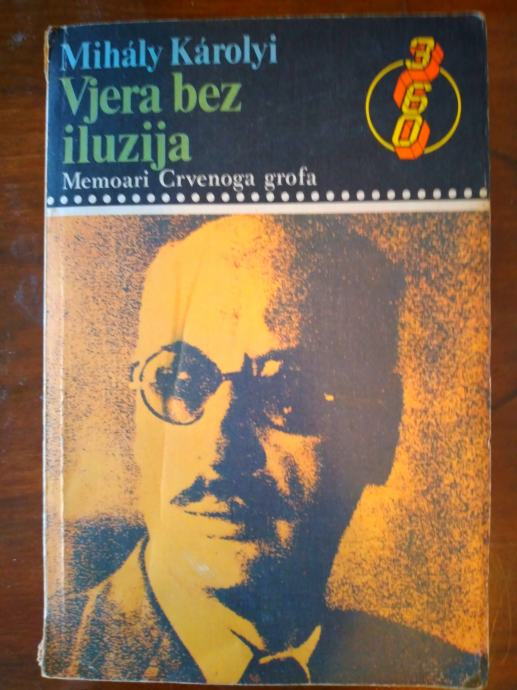 Mihály Károlyi
Vjera bez
iluzija
Memoari Crvenoga grofa
360